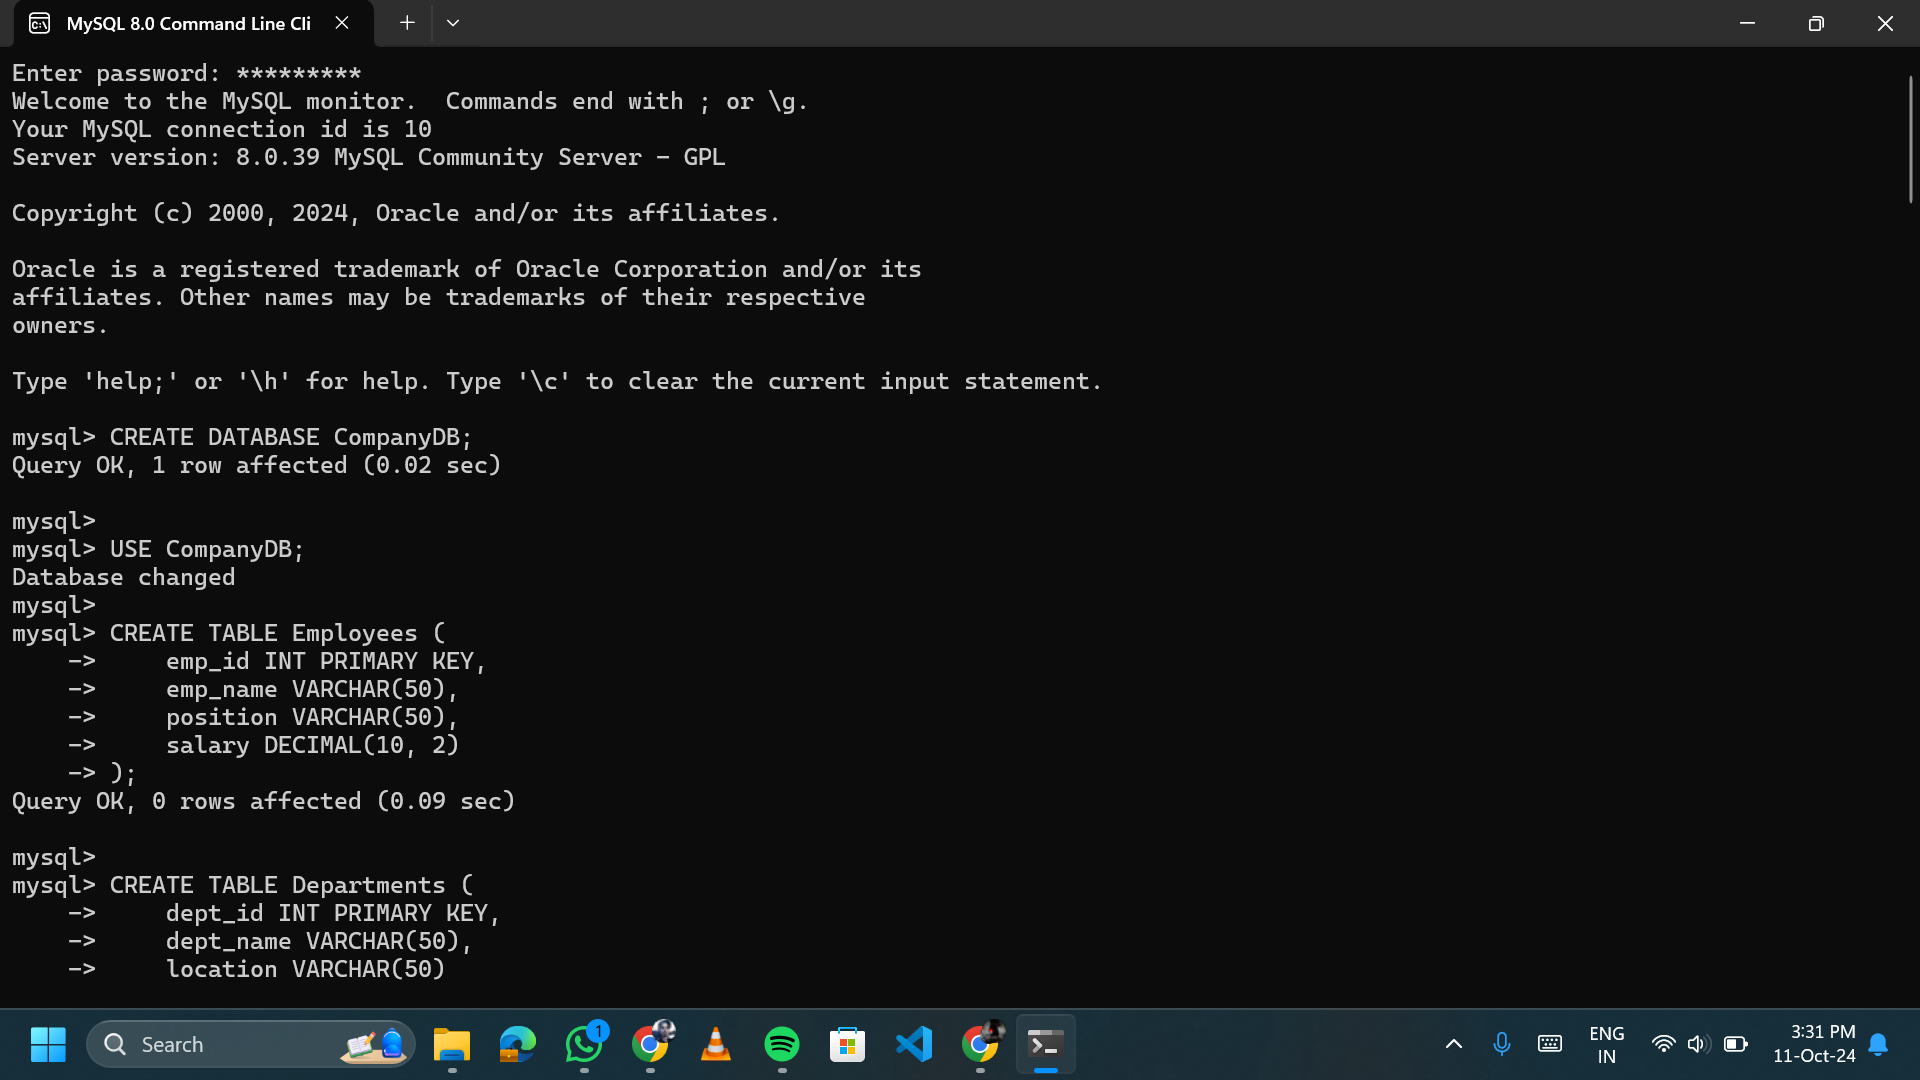 MySQL 8.0 Command Line Cli
Enter password: *********
Welcome to the MySQL monitor.  Commands end with ; or \g.
Your MySQL connection id is 10
Server version: 8.0.39 MySQL Community Server - GPL

Copyright (c) 2000, 2024, Oracle and/or its affiliates.

Oracle is a registered trademark of Oracle Corporation and/or its
affiliates. Other names may be trademarks of their respective
owners.

Type 'help;' or '\h' for help. Type '\c' to clear the current input statement.

mysql> CREATE DATABASE CompanyDB;
Query OK, 1 row affected (0.02 sec)

mysql>
mysql> USE CompanyDB;
Database changed
mysql>
mysql> CREATE TABLE Employees (
    ->     emp_id INT PRIMARY KEY,
    ->     emp_name VARCHAR(50),
    ->     position VARCHAR(50),
    ->     salary DECIMAL(10, 2)
    -> );
Query OK, 0 rows affected (0.09 sec)

mysql>
mysql> CREATE TABLE Departments (
    ->     dept_id INT PRIMARY KEY,
    ->     dept_name VARCHAR(50),
    ->     location VARCHAR(50)
Search
1
ENG
IN
3:31 PM
11-Oct-24